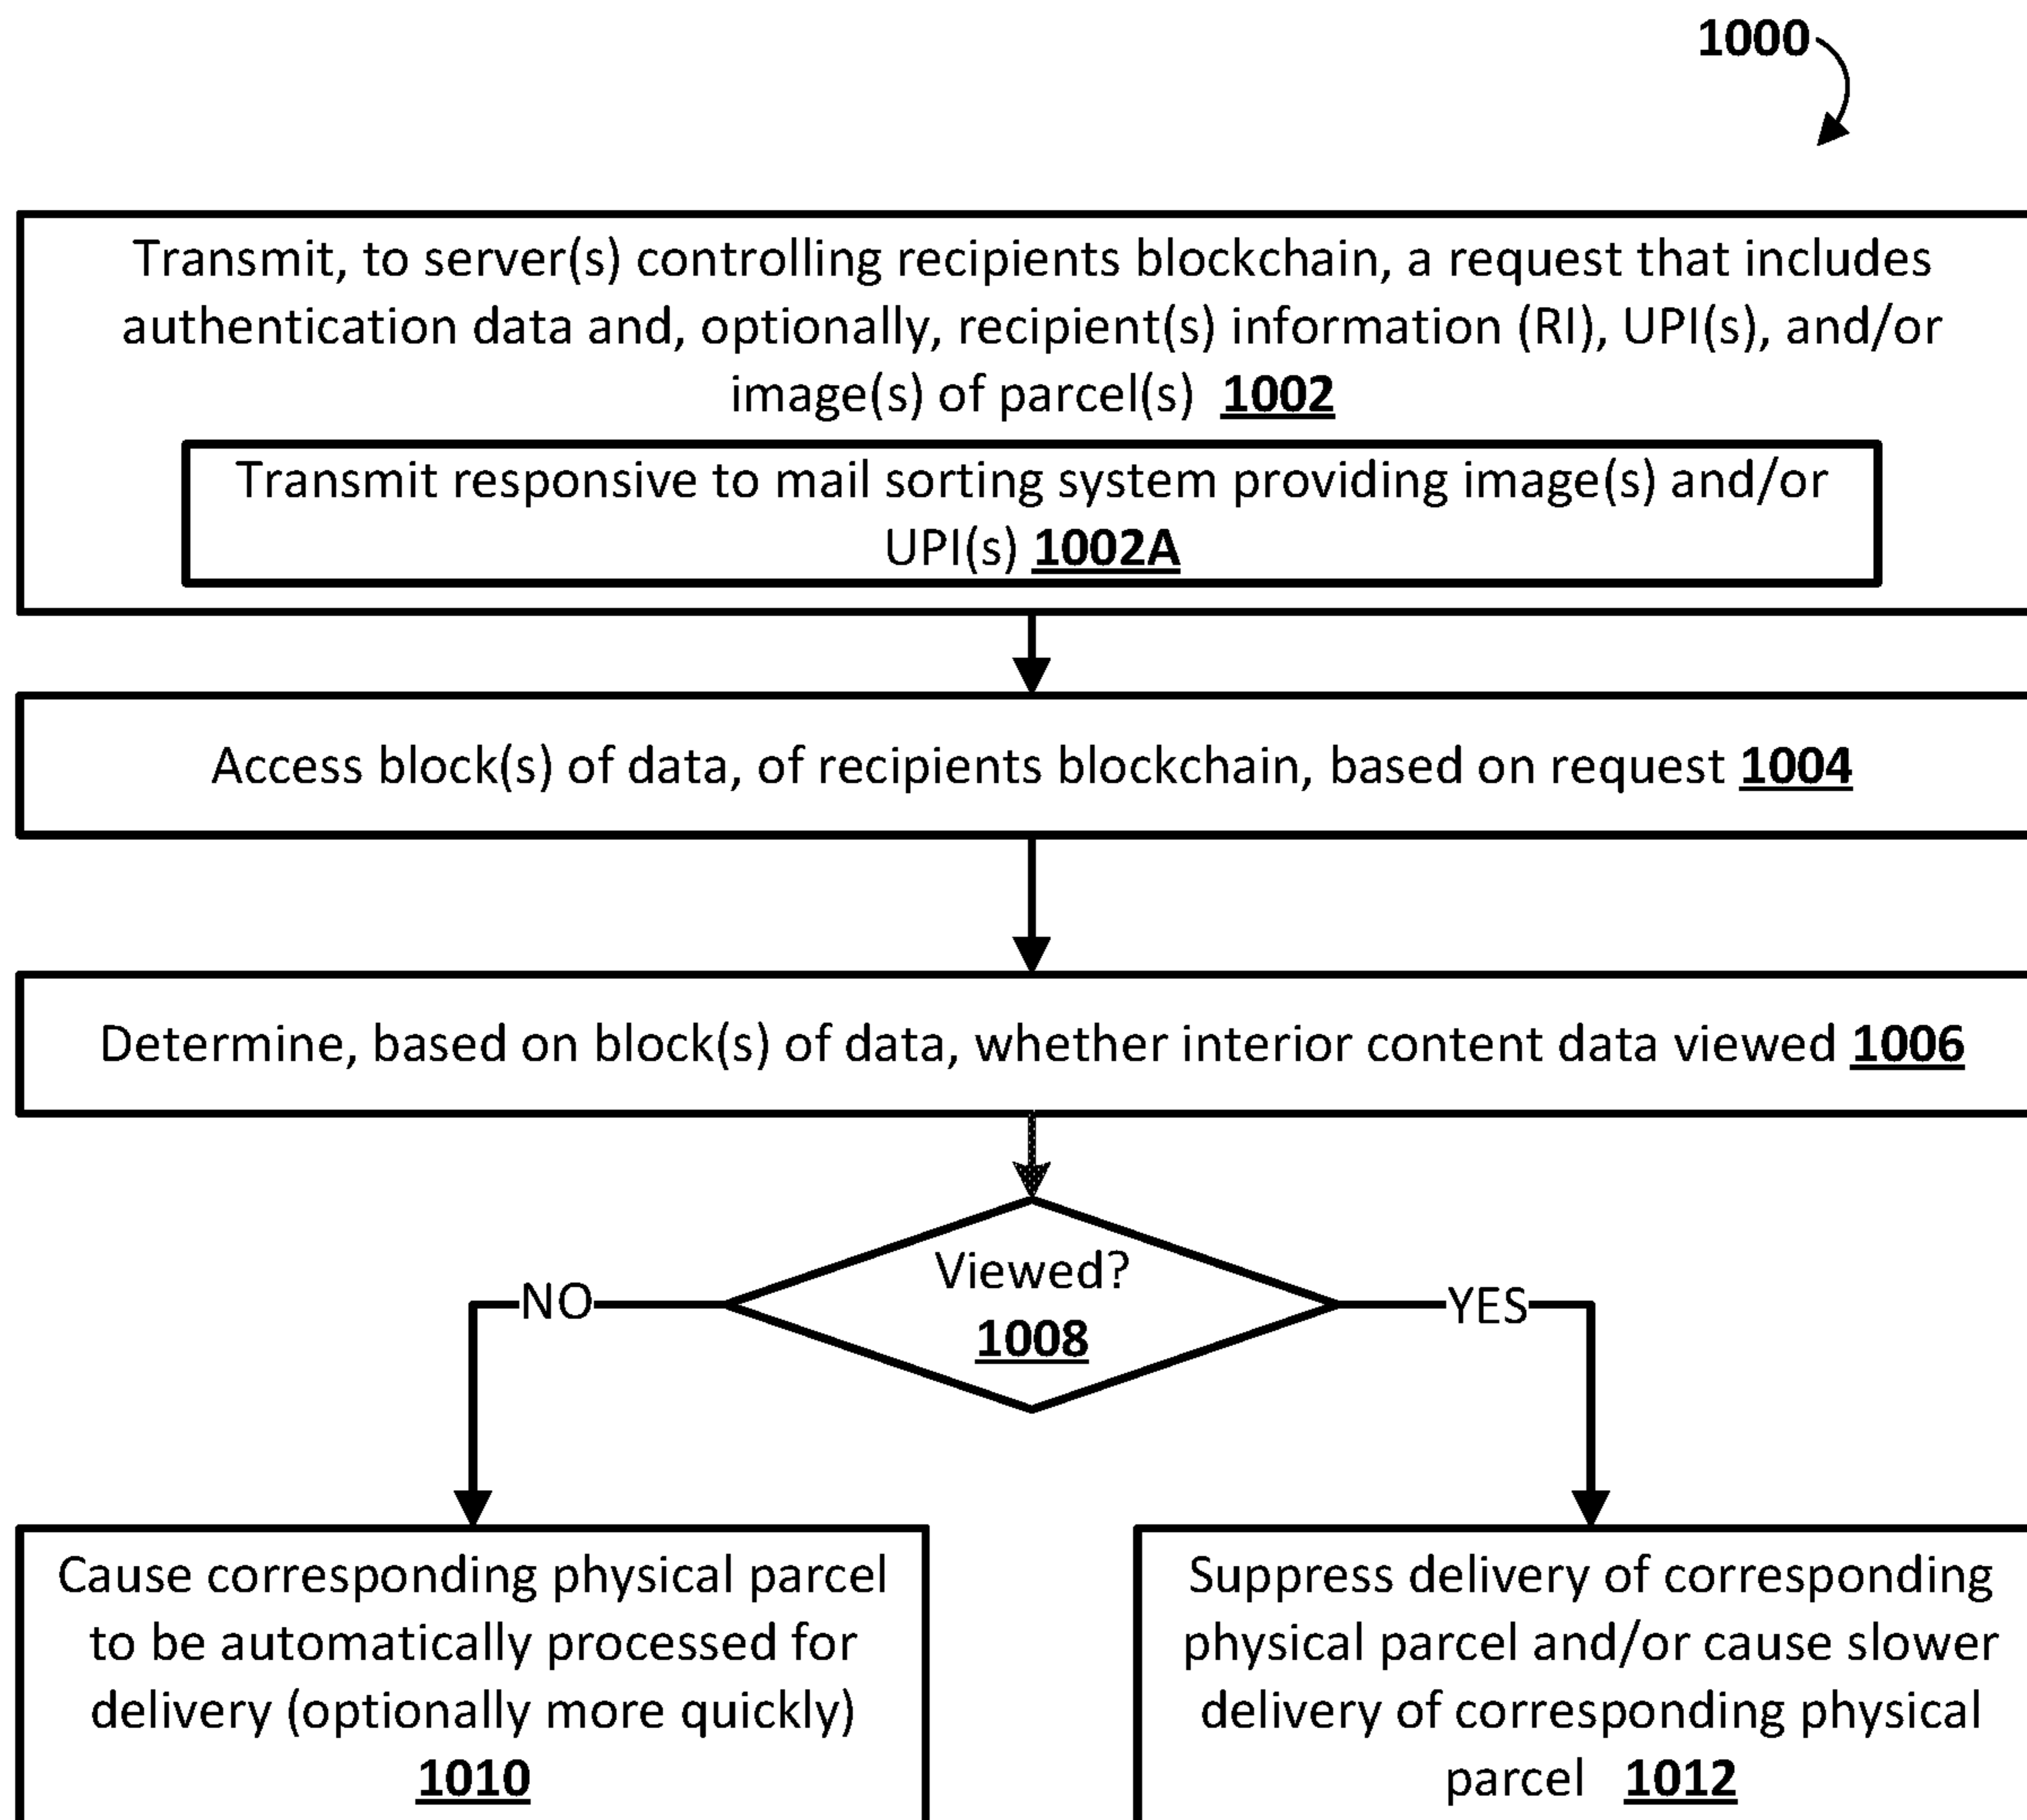 1000
Transmit, to server(s) controlling recipients blockchain, a request that includes
authentication data and, optionally, recipient(s) information (RI), UPI(s), and/or
image(s) of parcel(s) 1002
Transmit responsive to mail sorting system providing image(s) and/or
UPI(s) 1002A
Access block(s) of data, of recipients blockchain, based on request 1004
Determine, based on block(s) of data, whether interior content data viewed 1006
Viewed?
1008
NO
YES
Cause corresponding physical parcel
to be automatically processed for
delivery (optionally more quickly)
1010
Suppress delivery of corresponding
physical parcel and/or cause slower
delivery of corresponding physical
parcel 1012